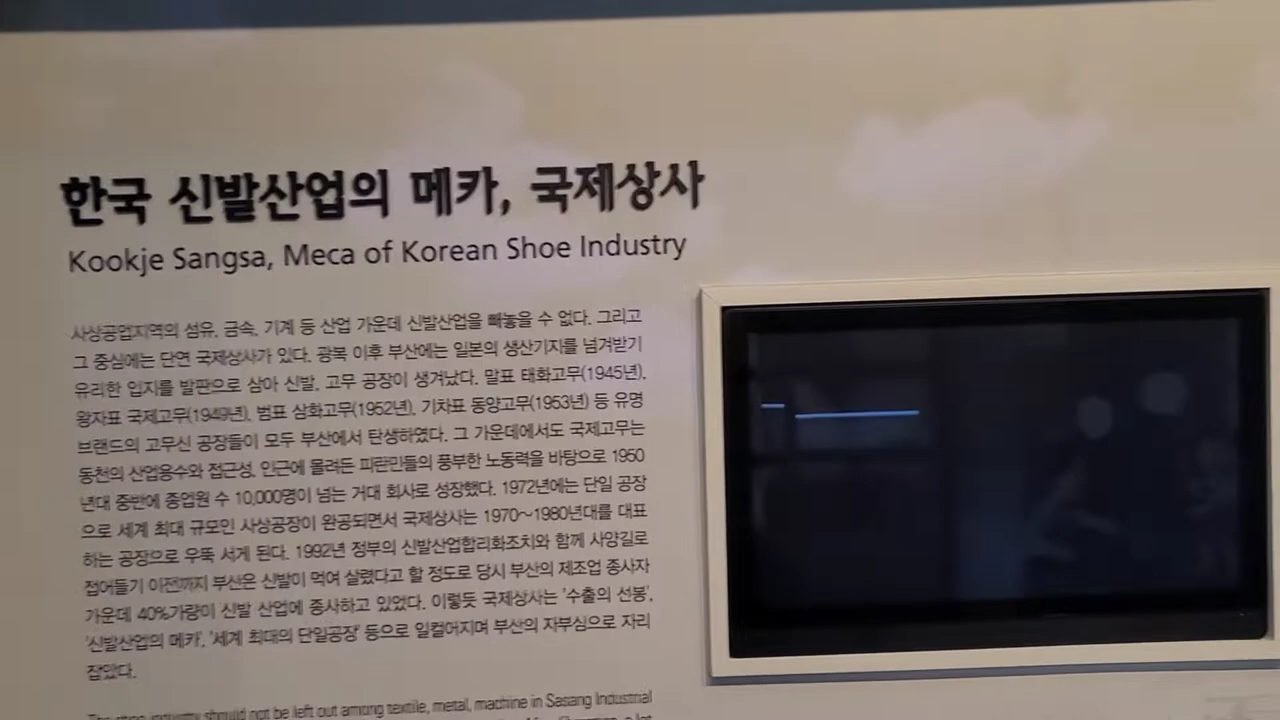 한국 신발산업의 메카, 국제상사
Kookje Sangsa, Meca of Korean Shoe Industry
사상공업지역의 섬유, 금속, 기계 등 산업 가운데 신발산업을 빼놓을 수 없다. 그리고
그 중심에는 단연 국제상사가 있다. 광복 이후 부산에는 일본의 생산기지를 넘겨받기
유리한 입지를 발판으로 삼아 신발, 고무 공장이 생겨났다. 말표 태화고무(1945년),
왕자표 국제고무(1949년), 범표 삼화고무(1952년), 기차표 동양고무(1953년) 등 유명
브랜드의 고무신 공장들이 모두 부산에서 탄생하였다. 그 가운데에서도 국제고무는
동천의 산업용수와 접근성, 인근에 몰려든 피란민들의 풍부한 노동력을 바탕으로 1950
년대 중반에 종업원 수 10,000명이 넘는 거대 회사로 성장했다. 1972년에는 단일 공장
으로 세계 최대 규모인 사상공장이 완공되면서 국제상사는 1970~1980년대를 대표
하는 공장으로 우뚝 서게 된다. 1992년 정부의 신발산업합리화조치와 함께 사양길로
접어들기 이전까지 부산은 신발이 먹여 살렸다고 할 정도로 당시 부산의 제조업 종사자
가운데 40%가량이 신발 산업에 종사하고 있었다. 이렇듯 국제상사는 '수출의 선봉',
'신발산업의 메카', '세계 최대의 단일공장' 등으로 일컬어지며 부산의 자부심으로 자리
잡았다.
The shoe industry should not be left out among textile, metal, machine in Sasang Industrial